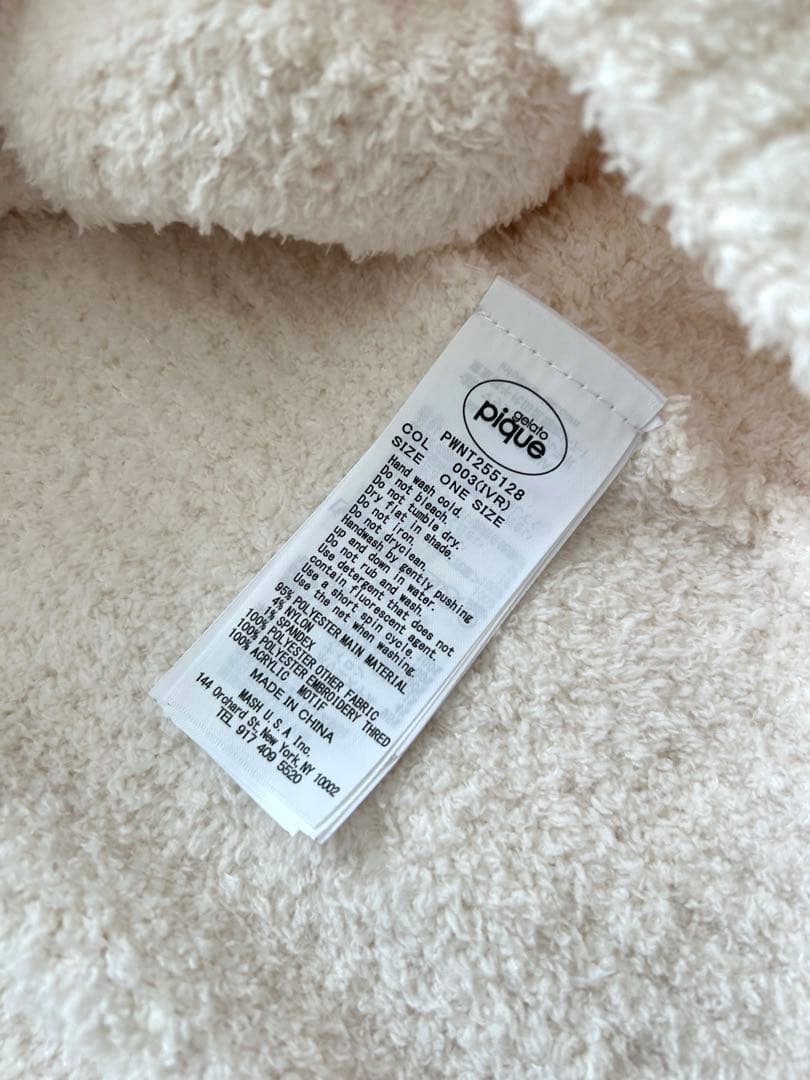 gelato
pique
PWNT255128
COL 003(IVR)
SIZE ONE SIZE
Hand wash cold.
Do not bleach.
Do not tumble dry.
Dry flat in shade.
Do not iron.
Do not dryclean.
Handwash by gently pushing
up and down in water.
Do not rub and wash.
Use detergent that does not
contain fluorescent agent.
Use a short spin cycle.
Use the net when washing.
95% POLYESTER MAIN MATERIAL
4% NYLON
1% SPANDEX
100% POLYESTER OTHER FABRIC
100% POLYESTER EMBROIDERY THRED
100% ACRYLIC MOTIF
MADE IN CHINA
MASH U.S.A Inc.
144 Orchard St. New York, NY 10002
TEL 917 409 5520